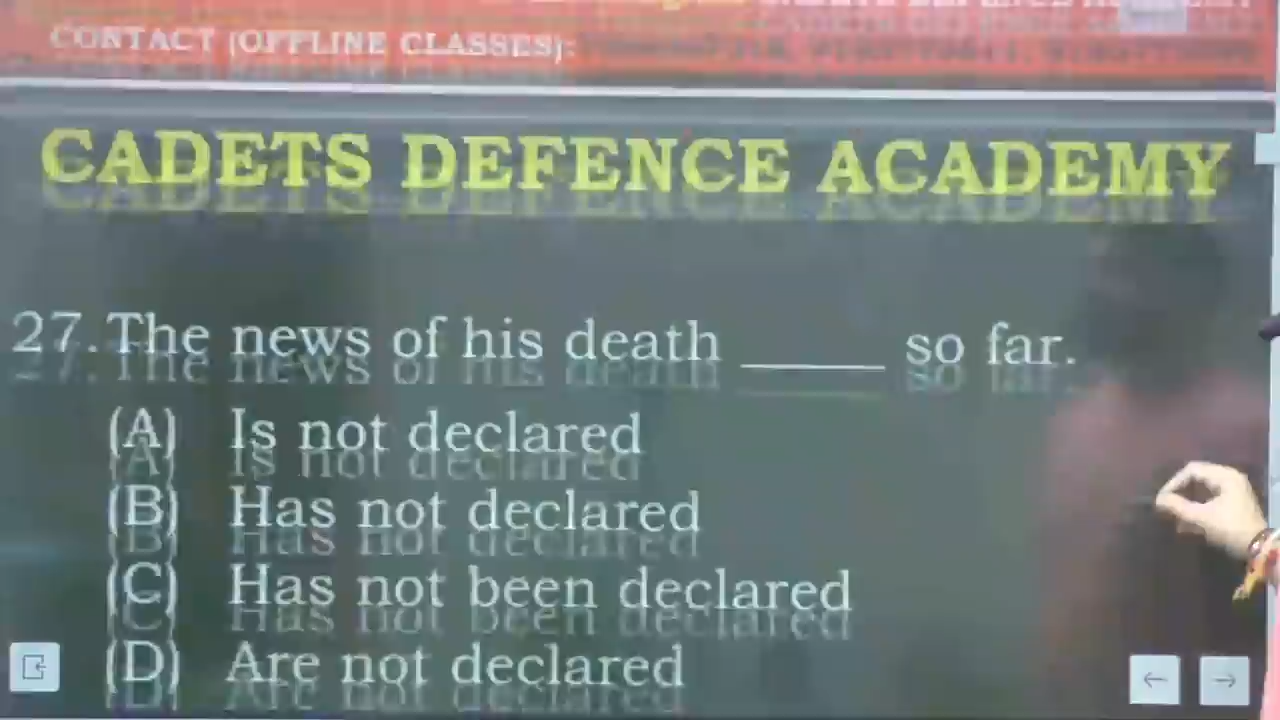 CONTACT (OFFLINE CLASSES):
CADETS DEFENCE ACADEMY
27. The news of his death _____ so far.
(A) Is not declared
(B) Has not declared
(C) Has not been declared
(D) Are not declared